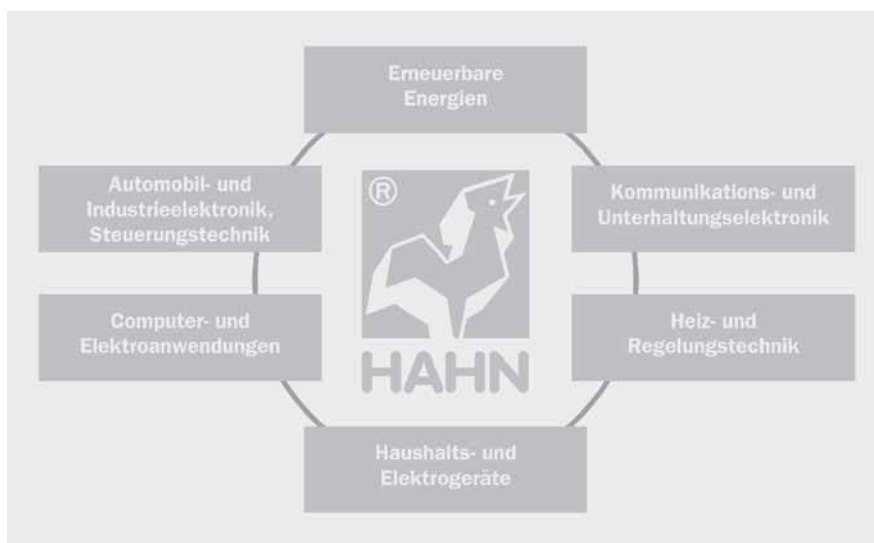 Erneuerbare
Energien
Automobil- und
Industrieelektronik,
Steuerungstechnik
®
Kommunikations- und
Unterhaltungselektronik
Computer- und
Elektroanwendungen
HAHN
Heiz- und
Regelungstechnik
Haushalts- und
Elektrogeräte